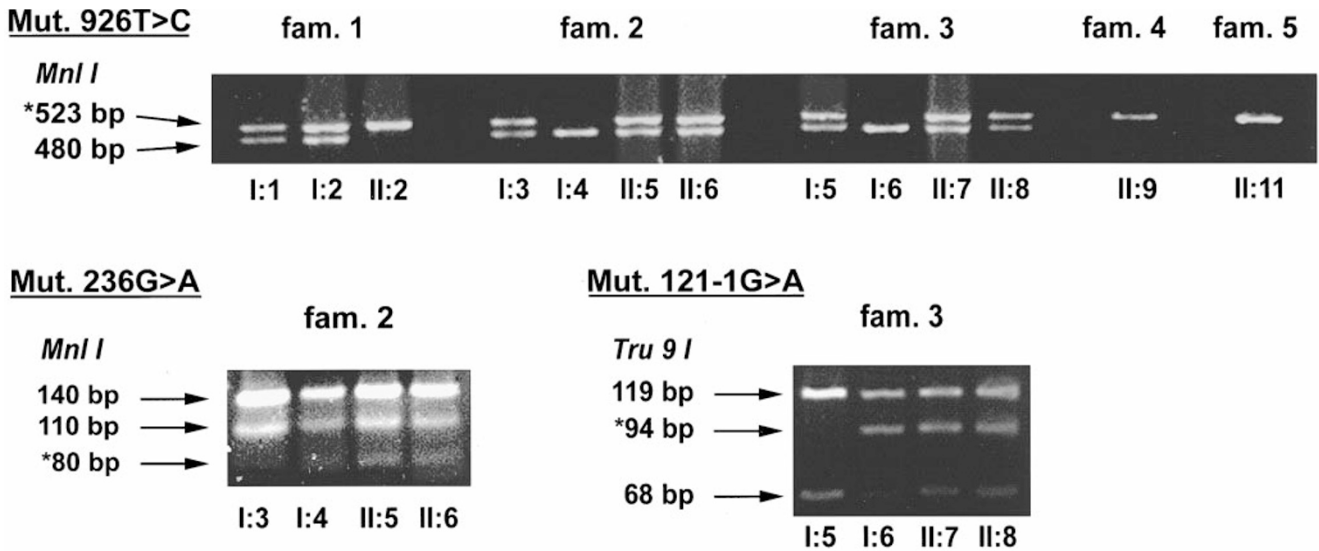 Mut. 926T>C fam. 1 fam. 2 fam. 3 fam. 4 fam. 5
Mnl I
*523 bp
480 bp
I:1 I:2 II:2 I:3 I:4 II:5 II:6 I:5 I:6 II:7 II:8 II:9 II:11
Mut. 236G>A
fam. 2
Mnl I
140 bp
110 bp
*80 bp
I:3 I:4 II:5 II:6
Mut. 121-1G>A
fam. 3
Tru 9 I
119 bp
*94 bp
68 bp
I:5 I:6 II:7 II:8